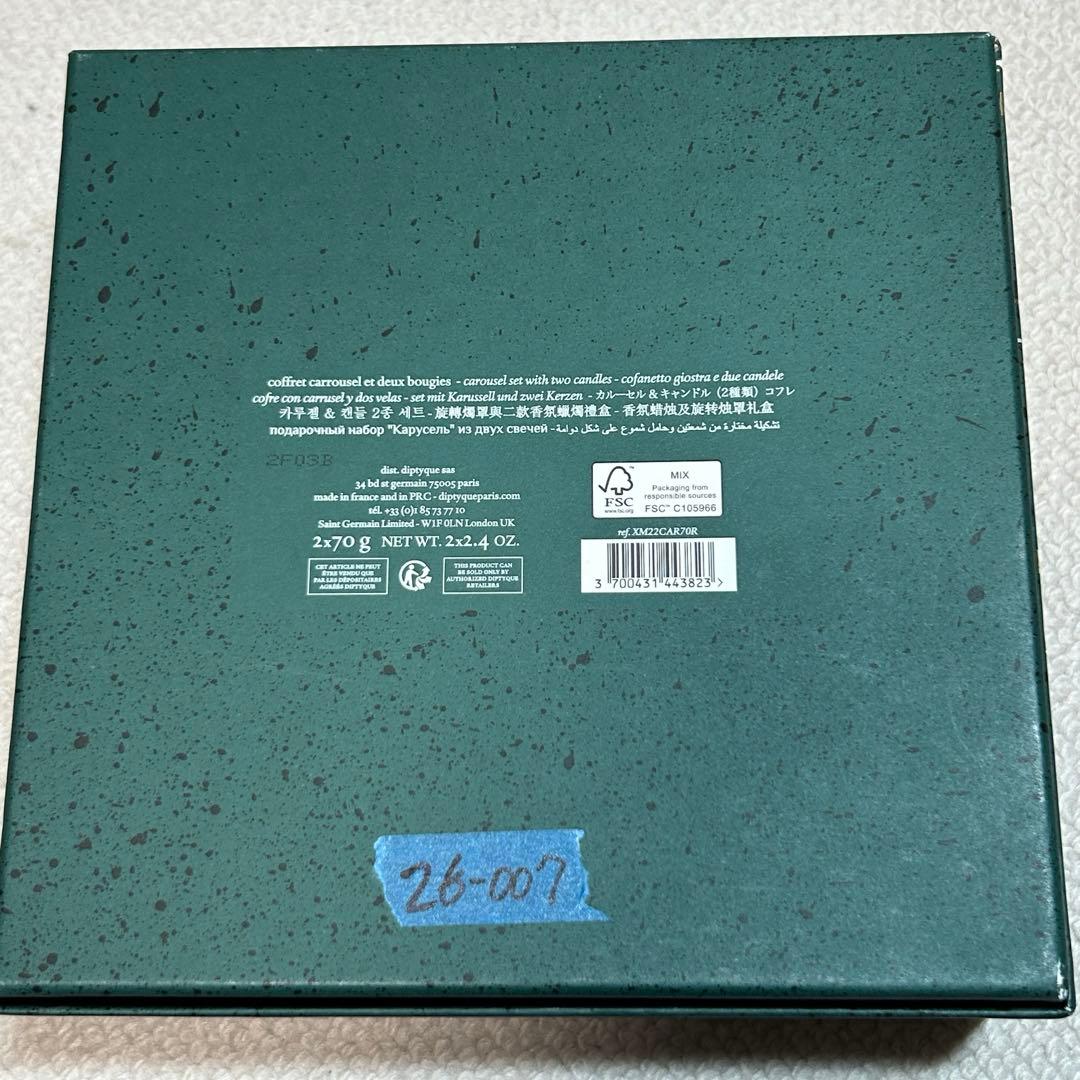 coffret carrousel et deux bougies - carousel set with two candles - cofanetto giostra e due candele
cofre con carrusel y dos velas - set mit Karussell und zwei Kerzen - カルーセル & キャンドル (2種類) コフレ
카루젤 & 캔들 2종 세트 - 旋轉燭罩與二款香氛蠟燭禮盒 - 香氛蜡烛及旋转烛罩礼盒
подарочный набор "Карусель" из двух свечей - تشكيلة مختارة من شمعتين وحامل شموع على شكل دوامة
2F03B
dist. diptyque sas
34 bd st germain 75005 paris
made in france and in PRC - diptyqueparis.com
tél. +33 (0)1 85 73 77 10
Saint Germain Limited - W1F 0LN London UK
2x70 g NET WT. 2x2.4 OZ.
CET ARTICLE NE PEUT
ÊTRE VENDU QUE
PAR LES DÉPOSITAIRES
AGRÉÉS DIPTYQUE
THIS PRODUCT CAN
BE SOLD ONLY BY
AUTHORIZED DIPTYQUE
RETAILERS
FSC
www.fsc.org
MIX
Packaging from
responsible sources
FSC™ C105966
ref. XM22CAR70R
3 700431 443823 >
26-007